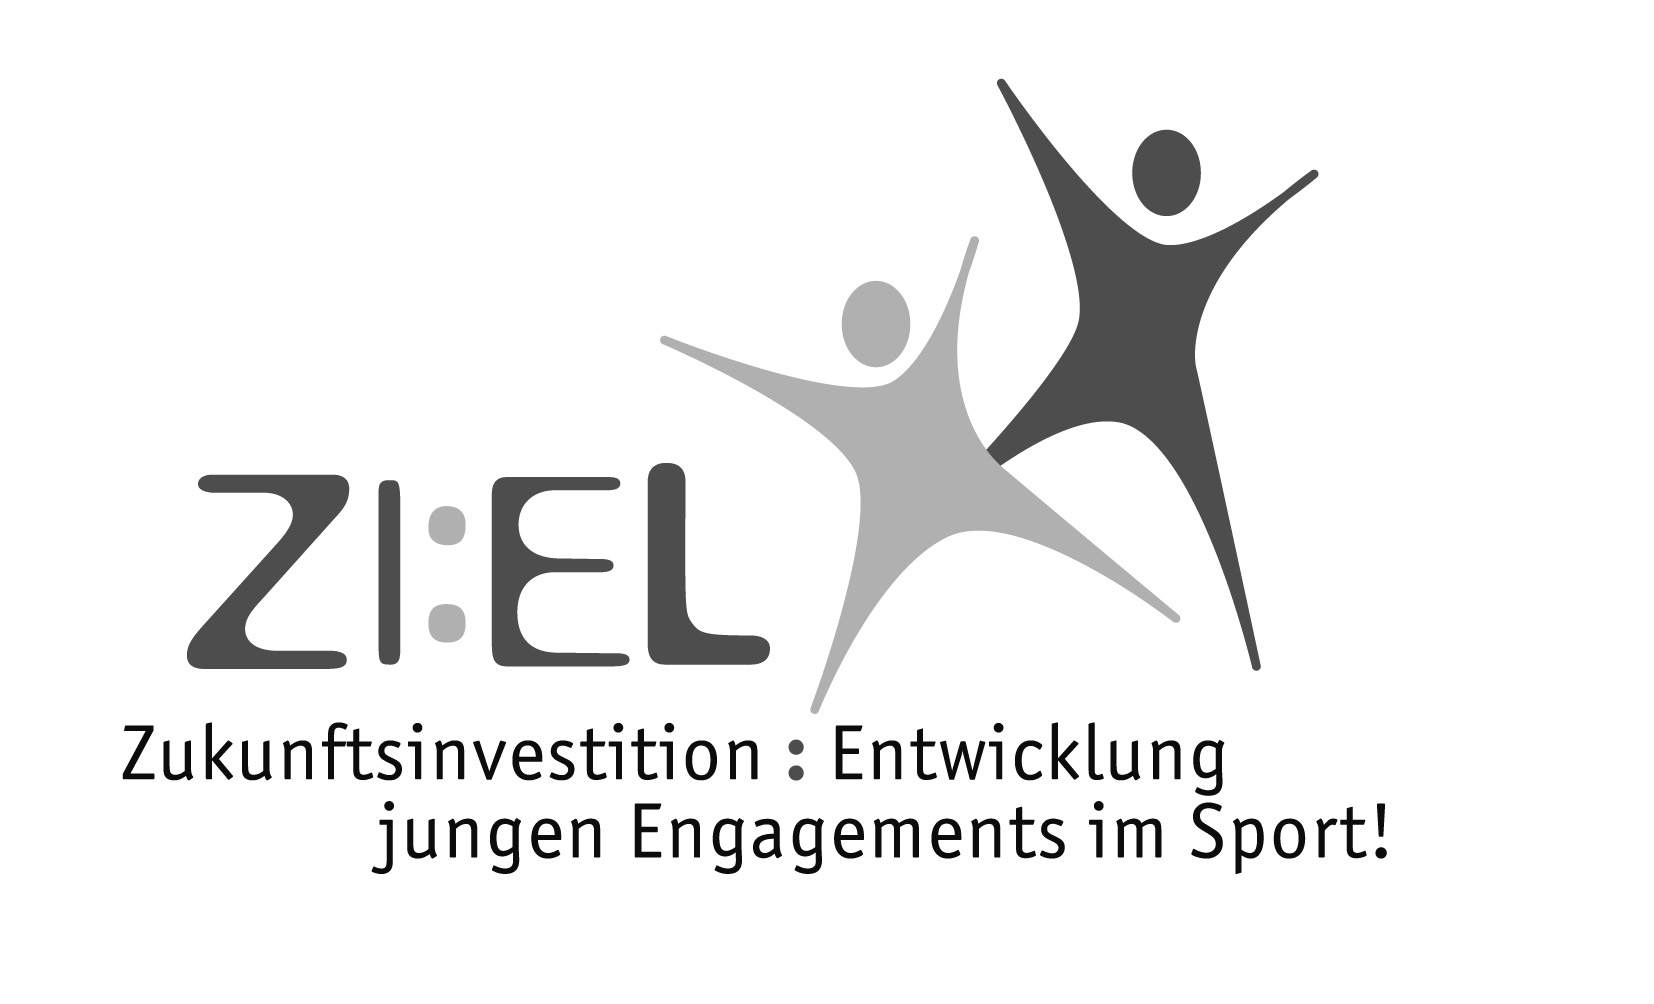 ZI:EL
Zukunftsinvestition : Entwicklung
jungen Engagements im Sport!